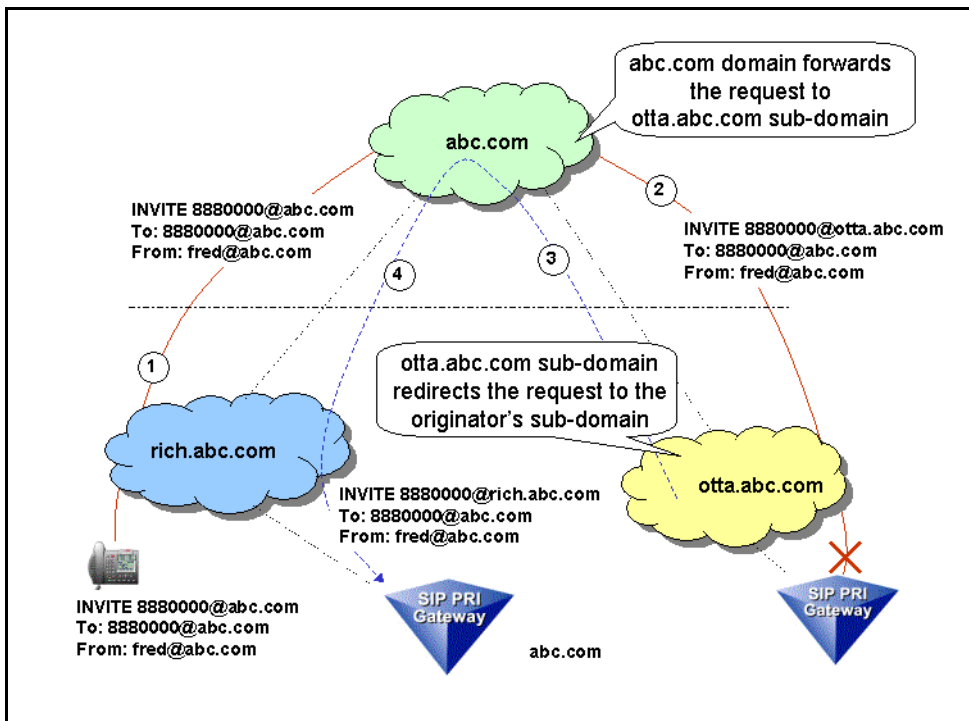 abc.com domain forwards
the request to
otta.abc.com sub-domain
abc.com
2
INVITE 8880000@abc.com
To: 8880000@abc.com
From: fred@abc.com
INVITE 8880000@otta.abc.com
To: 8880000@abc.com
From: fred@abc.com
4
3
1
otta.abc.com sub-domain
redirects the request to the
originator's sub-domain
rich.abc.com
otta.abc.com
INVITE 8880000@rich.abc.com
To: 8880000@abc.com
From: fred@abc.com
INVITE 8880000@abc.com
To: 8880000@abc.com
From: fred@abc.com
SIP PRI
Gateway
abc.com
SIP PRI
Gateway